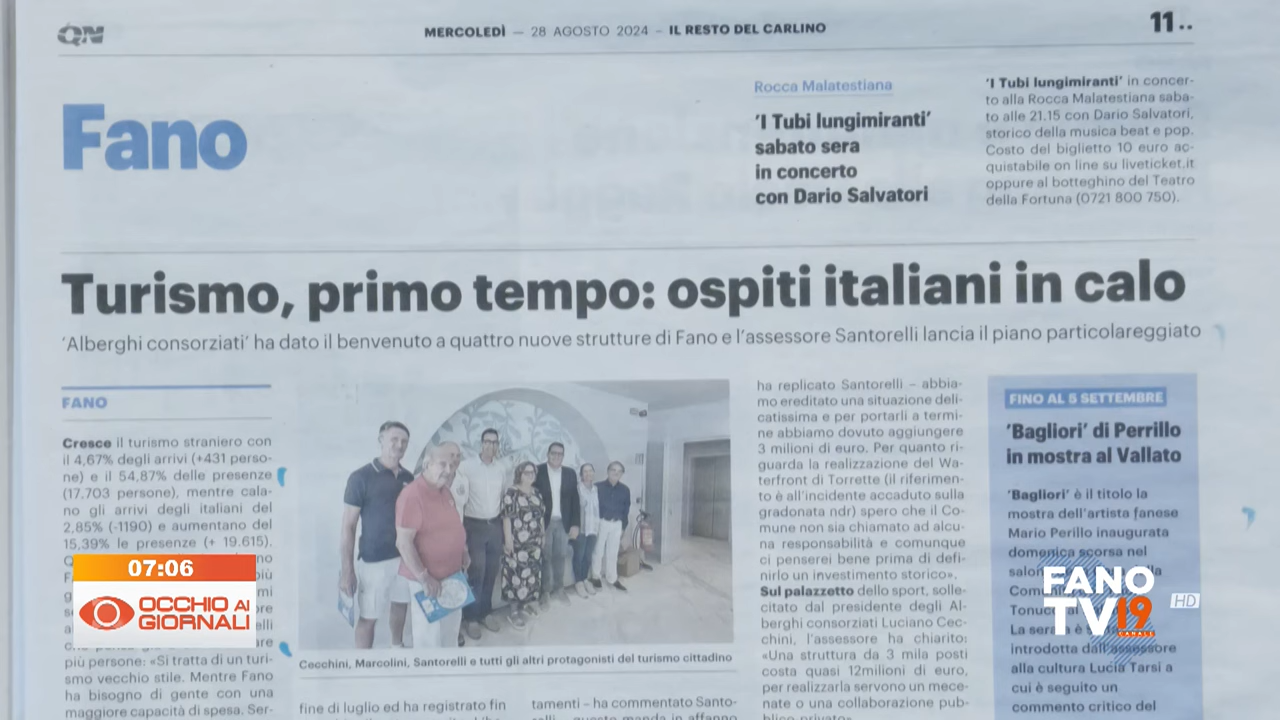 QN
MERCOLEDÌ — 28 AGOSTO 2024 – IL RESTO DEL CARLINO
11..
Fano
Rocca Malatestiana
'I Tubi lungimiranti'
sabato sera
in concerto
con Dario Salvatori
'I Tubi lungimiranti' in concer-
to alla Rocca Malatestiana saba-
to alle 21.15 con Dario Salvatori,
storico della musica beat e pop.
Costo del biglietto 10 euro ac-
quistabile on line su liveticket.it
oppure al botteghino del Teatro
della Fortuna (0721 800 750).
Turismo, primo tempo: ospiti italiani in calo
'Alberghi consorziati' ha dato il benvenuto a quattro nuove strutture di Fano e l'assessore Santorelli lancia il piano particolareggiato
FANO
Cresce il turismo straniero con
il 4,67% degli arrivi (+431 perso-
ne) e il 54,87% delle presenze
(17.703 persone), mentre cala-
no gli arrivi degli italiani del
2,85% (-1190) e aumentano del
15,39% le presenze (+ 19.615).
più persone: «Si tratta di un turi-
smo vecchio stile. Mentre Fano
ha bisogno di gente con una
maggiore capacità di spesa. Ser-
Cecchini, Marcolini, Santorelli e tutti gli altri protagonisti del turismo cittadino
fine di luglio ed ha registrato fin
tamenti – ha commentato Santo-
ha replicato Santorelli – abbia-
mo ereditato una situazione deli-
catissima e per portarli a termi-
ne abbiamo dovuto aggiungere
3 milioni di euro. Per quanto ri-
guarda la realizzazione del Wa-
terfront di Torrette (il riferimen-
to è all'incidente accaduto sulla
gradonata ndr) spero che il Co-
mune non sia chiamato ad alcu-
na responsabilità e comunque
ci penserei bene prima di defi-
nirlo un investimento storico».
Sul palazzetto dello sport, solle-
citato dal presidente degli Al-
berghi consorziati Luciano Cec-
chini, l'assessore ha chiarito:
«Una struttura da 3 mila posti
costa quasi 12milioni di euro,
per realizzarla servono un mece-
nate o una collaborazione pub-
blico privato».
FINO AL 5 SETTEMBRE
'Bagliori' di Perrillo
in mostra al Vallato
'Bagliori' è il titolo la
mostra dell'artista fanese
Mario Perillo inaugurata
domenica scorsa nel
La serata è
introdotta dall'assessore
alla cultura Lucia Tarsi a
cui è seguito un
commento critico del
07:06
OCCHIO AI
GIORNALI
FANO
TV 19
CANALE
HD